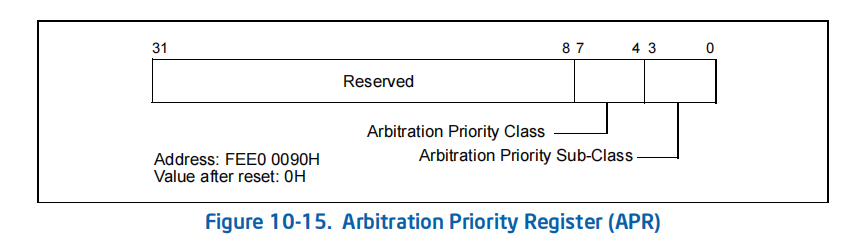 31 8 7 4 3 0
Reserved
Arbitration Priority Class
Arbitration Priority Sub-Class
Address: FEE0 0090H
Value after reset: 0H
Figure 10-15. Arbitration Priority Register (APR)